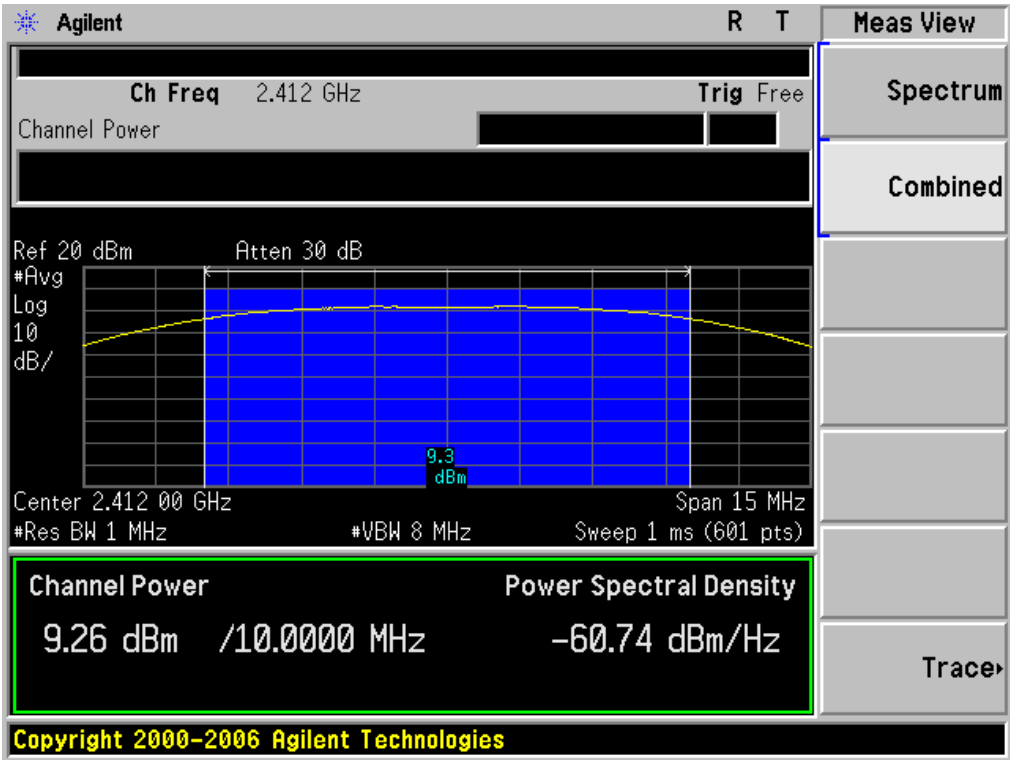 Agilent R T Meas View
Ch Freq 2.412 GHz Trig Free
Channel Power
Spectrum
Combined
Ref 20 dBm Atten 30 dB
#Avg
Log
10
dB/
9.3
dBm
Center 2.412 00 GHz Span 15 MHz
#Res BW 1 MHz #VBW 8 MHz Sweep 1 ms (601 pts)
Channel Power Power Spectral Density
9.26 dBm /10.0000 MHz -60.74 dBm/Hz
Trace
Copyright 2000-2006 Agilent Technologies